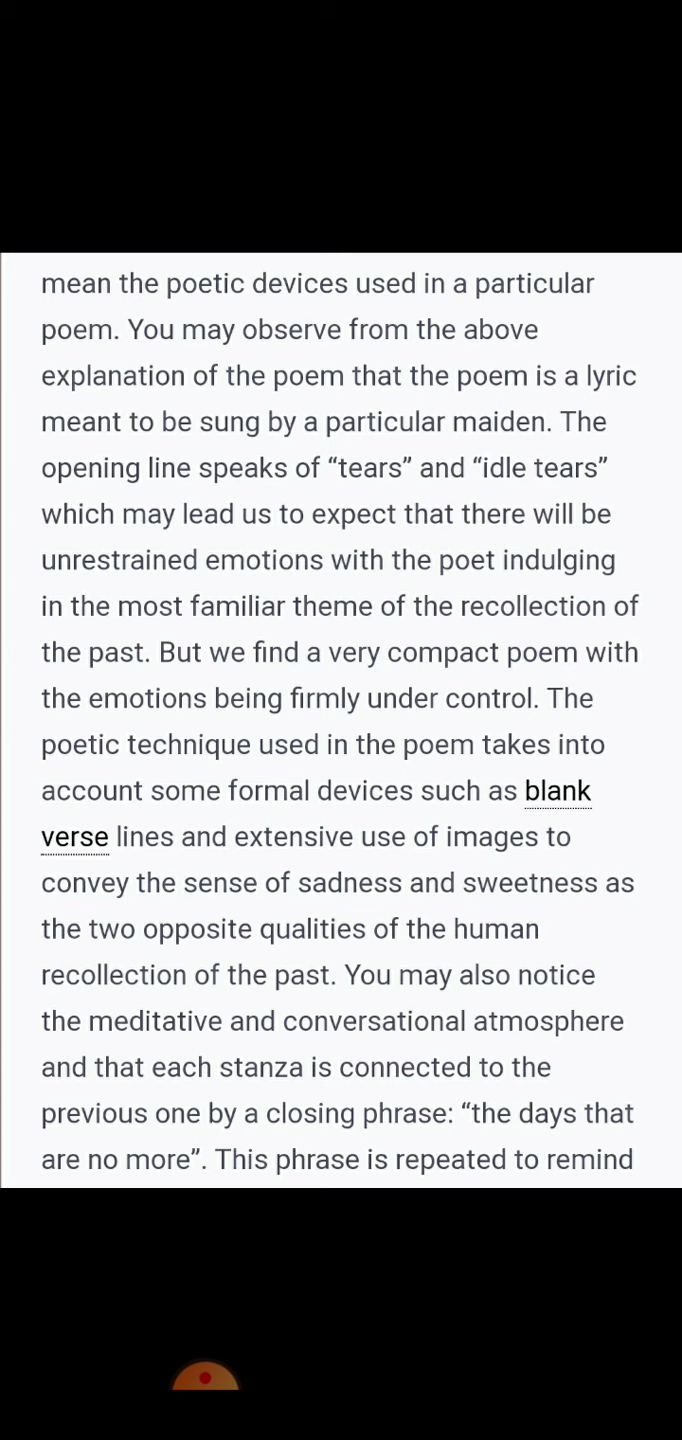 mean the poetic devices used in a particular
poem. You may observe from the above
explanation of the poem that the poem is a lyric
meant to be sung by a particular maiden. The
opening line speaks of “tears” and “idle tears”
which may lead us to expect that there will be
unrestrained emotions with the poet indulging
in the most familiar theme of the recollection of
the past. But we find a very compact poem with
the emotions being firmly under control. The
poetic technique used in the poem takes into
account some formal devices such as blank
verse lines and extensive use of images to
convey the sense of sadness and sweetness as
the two opposite qualities of the human
recollection of the past. You may also notice
the meditative and conversational atmosphere
and that each stanza is connected to the
previous one by a closing phrase: “the days that
are no more”. This phrase is repeated to remind